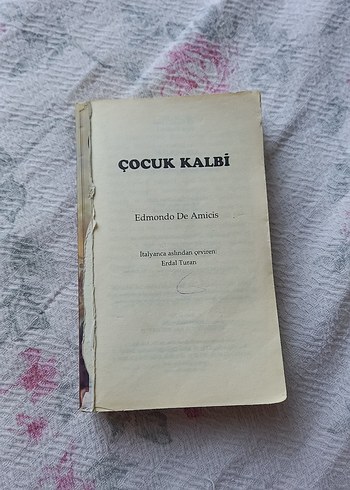 ÇOCUK KALBİ
Edmondo De Amicis
İtalyanca aslından çeviren:
Erdal Turan